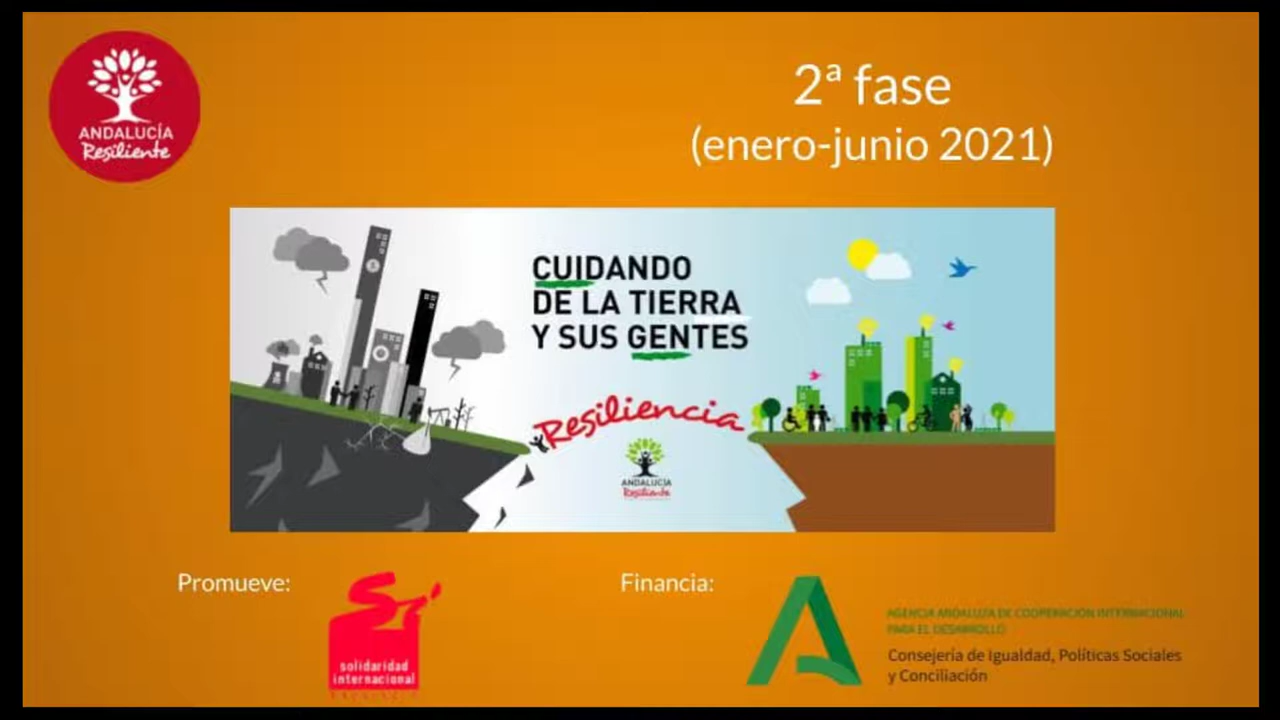 ANDALUCÍA
Resiliente
2ª fase
(enero-junio 2021)
CUIDANDO
DE LA TIERRA
Y SUS GENTES
Resiliencia
ANDALUCÍA
Resiliente
Promueve:
solidaridad
internacional
Financia:
AGENCIA ANDALUZA DE COOPERACIÓN INTERNACIONAL
PARA EL DESARROLLO
Consejería de Igualdad, Políticas Sociales
y Conciliación